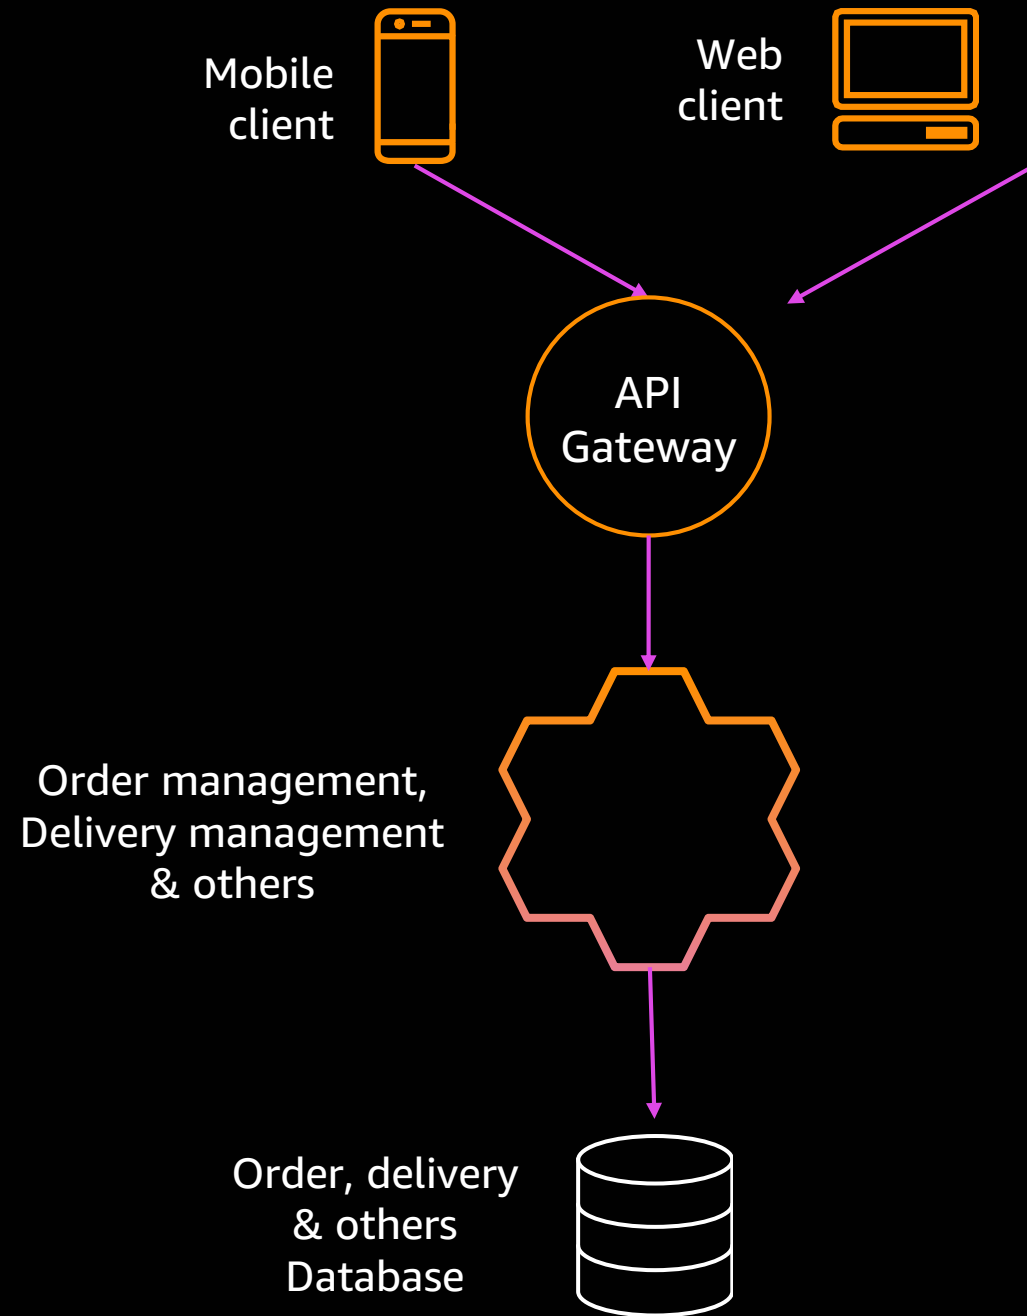 Mobile
client
Web
client
API
Gateway
Order management,
Delivery management
& others
Order, delivery
& others
Database